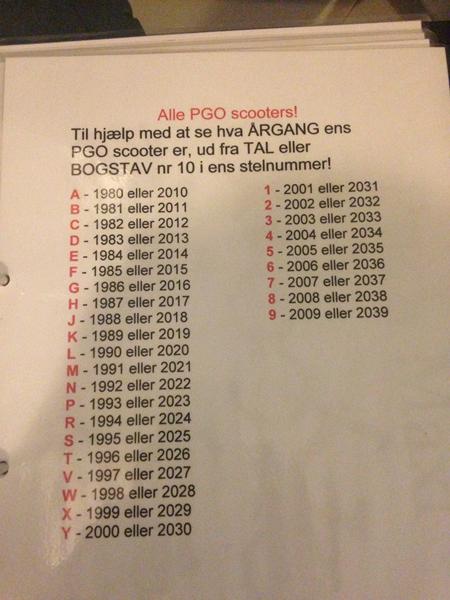 Alle PGO scooters!
Til hjælp med at se hva ÅRGANG ens
PGO scooter er, ud fra TAL eller
BOGSTAV nr 10 i ens stelnummer!
A - 1980 eller 2010
B - 1981 eller 2011
C - 1982 eller 2012
D - 1983 eller 2013
E - 1984 eller 2014
F - 1985 eller 2015
G - 1986 eller 2016
H - 1987 eller 2017
J - 1988 eller 2018
K - 1989 eller 2019
L - 1990 eller 2020
M - 1991 eller 2021
N - 1992 eller 2022
P - 1993 eller 2023
R - 1994 eller 2024
S - 1995 eller 2025
T - 1996 eller 2026
V - 1997 eller 2027
W - 1998 eller 2028
X - 1999 eller 2029
Y - 2000 eller 2030
1 - 2001 eller 2031
2 - 2002 eller 2032
3 - 2003 eller 2033
4 - 2004 eller 2034
5 - 2005 eller 2035
6 - 2006 eller 2036
7 - 2007 eller 2037
8 - 2008 eller 2038
9 - 2009 eller 2039